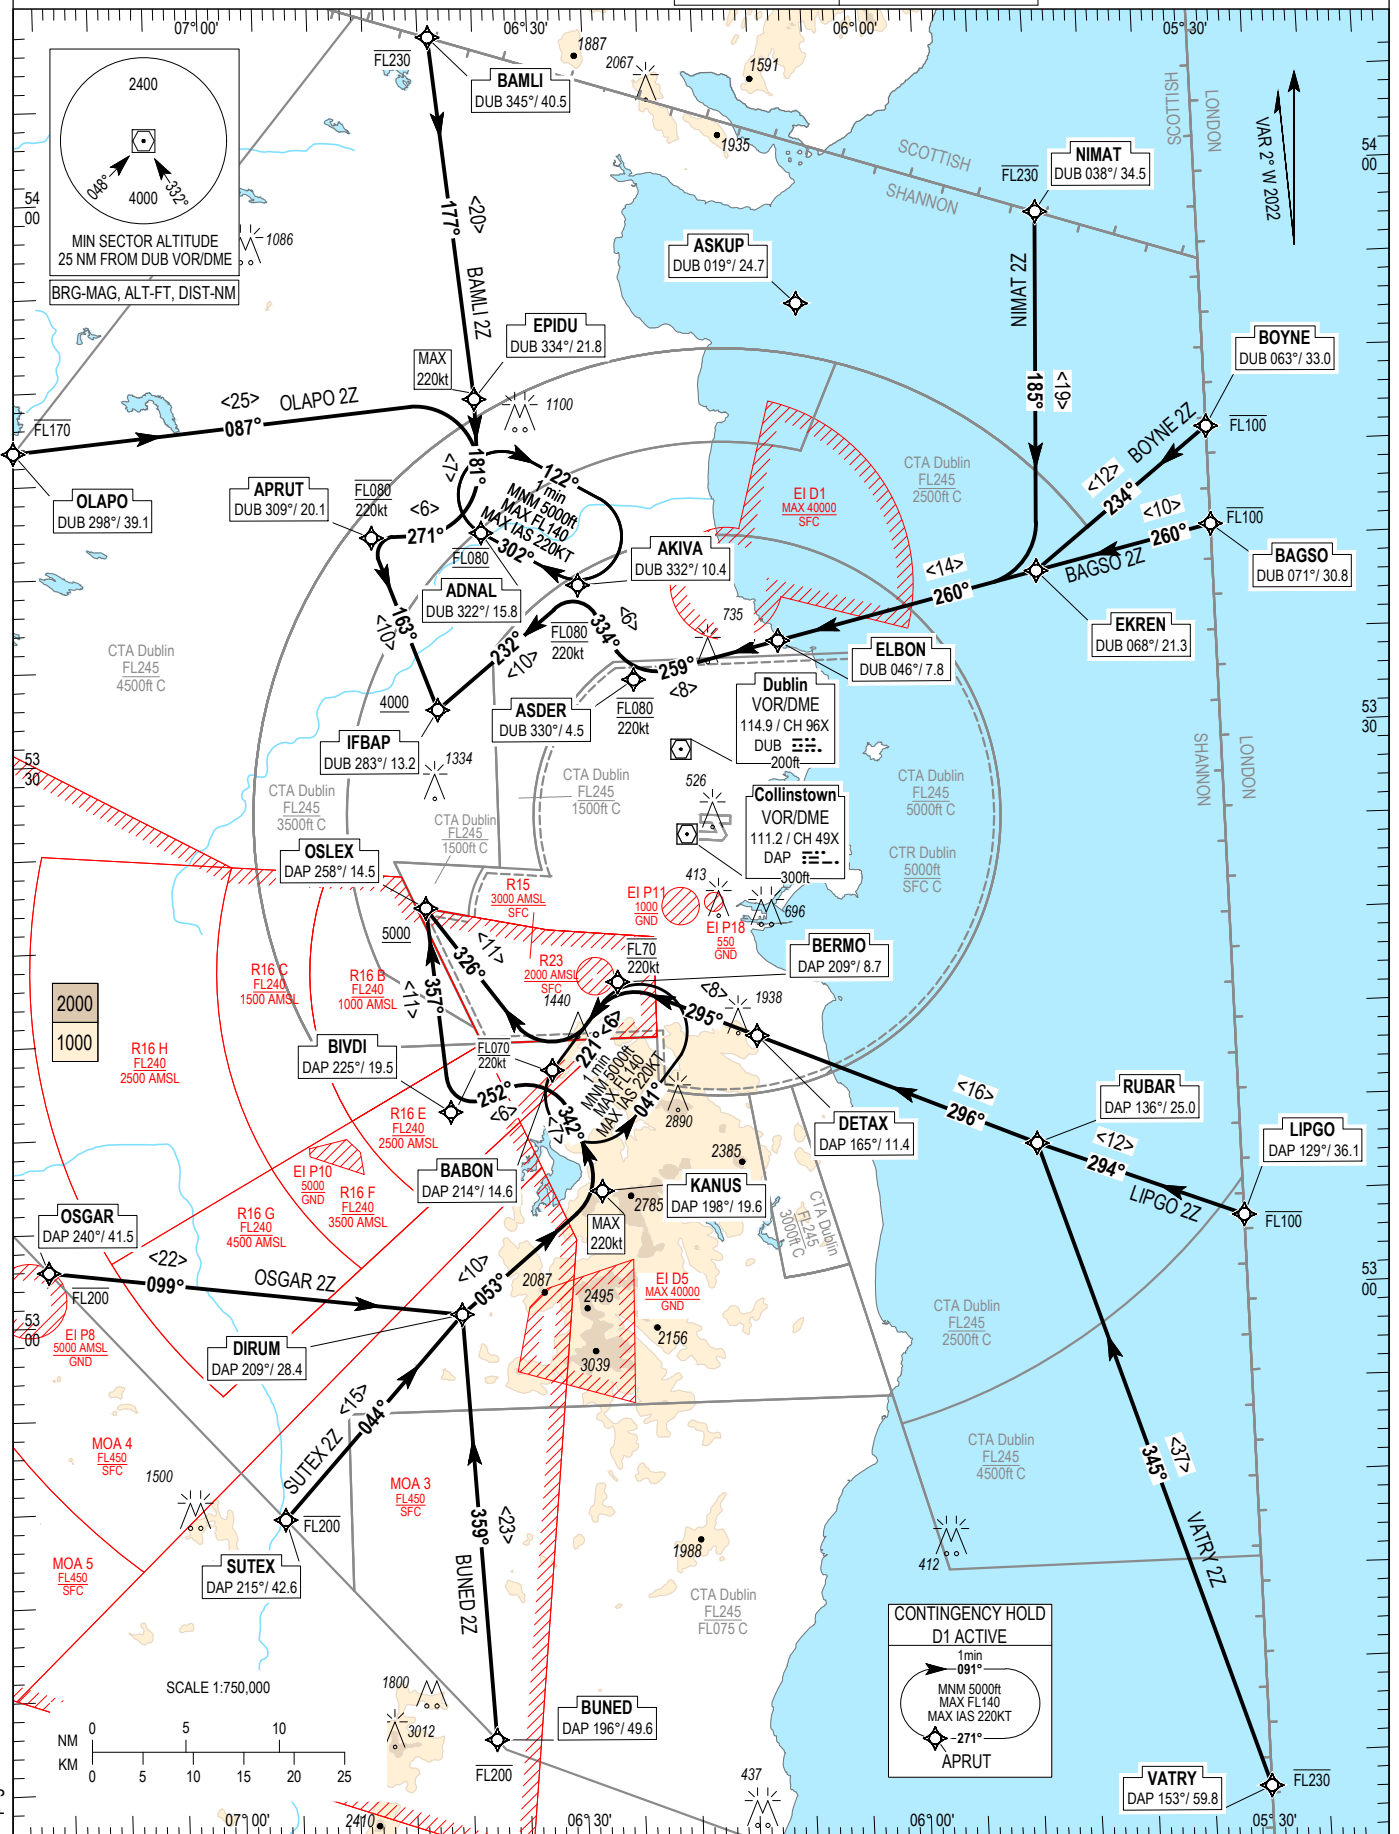 07°00'
06°30'
06°00'
05°30'
2400
048°
332°
4000
MIN SECTOR ALTITUDE
25 NM FROM DUB VOR/DME
BRG-MAG, ALT-FT, DIST-NM
1086
FL230
BAMLI
DUB 345°/ 40.5
1887
2067
1591
1935
SCOTTISH
SHANNON
SCOTTISH
LONDON
VAR 2° W 2022
54
00
54
00
FL230
NIMAT
DUB 038°/ 34.5
ASKUP
DUB 019°/ 24.7
177°
<20>
BAMLI 2Z
NIMAT 2Z
185°
<19>
EPIDU
DUB 334°/ 21.8
MAX
220kt
1100
BOYNE
DUB 063°/ 33.0
FL100
BOYNE 2Z
<12>
234°
<10>
260°
FL100
BAGSO 2Z
BAGSO
DUB 071°/ 30.8
FL170
<25>
OLAPO 2Z
087°
OLAPO
DUB 298°/ 39.1
APRUT
DUB 309°/ 20.1
FL080
220kt
<6>
271°
<7>
181°
122°
1 min
MNM 5000ft
MAX FL140
MAX IAS 220KT
302°
FL080
ADNAL
DUB 322°/ 15.8
AKIVA
DUB 332°/ 10.4
EI D1
MAX 40000
SFC
CTA Dublin
FL245
2500ft C
<14>
260°
EKREN
DUB 068°/ 21.3
ELBON
DUB 046°/ 7.8
735
163°
<10>
232°
<10>
FL080
220kt
334°
<6>
259°
<8>
CTA Dublin
FL245
4500ft C
4000
IFBAP
DUB 283°/ 13.2
ASDER
DUB 330°/ 4.5
FL080
220kt
Dublin
VOR/DME
114.9 / CH 96X
DUB
200ft
1334
526
Collinstown
VOR/DME
111.2 / CH 49X
DAP
300ft
53
30
53
30
SHANNON
LONDON
CTA Dublin
FL245
1500ft C
CTA Dublin
FL245
3500ft C
CTA Dublin
FL245
1500ft C
CTA Dublin
FL245
5000ft C
CTR Dublin
5000ft
SFC C
OSLEX
DAP 258°/ 14.5
R15
3000 AMSL
SFC
EI P11
1000
GND
413
EI P18
550
GND
696
5000
R23
2000 AMSL
SFC
FL70
220kt
BERMO
DAP 209°/ 8.7
R16 C
FL240
1500 AMSL
R16 B
FL240
1000 AMSL
<11>
326°
<11>
357°
1440
<8>
295°
1938
2000
1000
R16 H
FL240
2500 AMSL
BIVDI
DAP 225°/ 19.5
FL070
220kt
221°
<6>
1 min
MNM 5000ft
MAX FL140
MAX IAS 220KT
041°
252°
<6>
342°
<7>
2890
2385
DETAX
DAP 165°/ 11.4
<16>
296°
RUBAR
DAP 136°/ 25.0
<12>
294°
LIPGO 2Z
LIPGO
DAP 129°/ 36.1
FL100
R16 E
FL240
2500 AMSL
EI P10
5000
GND
R16 F
FL240
3500 AMSL
BABON
DAP 214°/ 14.6
KANUS
DAP 198°/ 19.6
2785
MAX
220kt
CTA Dublin
FL245
3000ft C
R16 G
FL240
4500 AMSL
OSGAR
DAP 240°/ 41.5
<22>
099°
OSGAR 2Z
FL200
<10>
053°
2087
2495
EI D5
MAX 40000
GND
2156
3039
53
00
53
00
EI P8
5000 AMSL
GND
DIRUM
DAP 209°/ 28.4
CTA Dublin
FL245
2500ft C
<15>
044°
SUTEX 2Z
MOA 4
FL450
SFC
1500
MOA 3
FL450
SFC
359°
<23>
BUNED 2Z
CTA Dublin
FL245
4500ft C
345°
<37>
VATRY 2Z
FL200
SUTEX
DAP 215°/ 42.6
MOA 5
FL450
SFC
1988
412
CTA Dublin
FL245
FL075 C
CONTINGENCY HOLD
D1 ACTIVE
1min
091°
MNM 5000ft
MAX FL140
MAX IAS 220KT
271°
APRUT
SCALE 1:750,000
NM
0
5
10
KM
0
5
10
15
20
25
1800
3012
BUNED
DAP 196°/ 49.6
FL200
437
VATRY
DAP 153°/ 59.8
FL230
2410
07°00'
06°30'
06°00'
05°30'